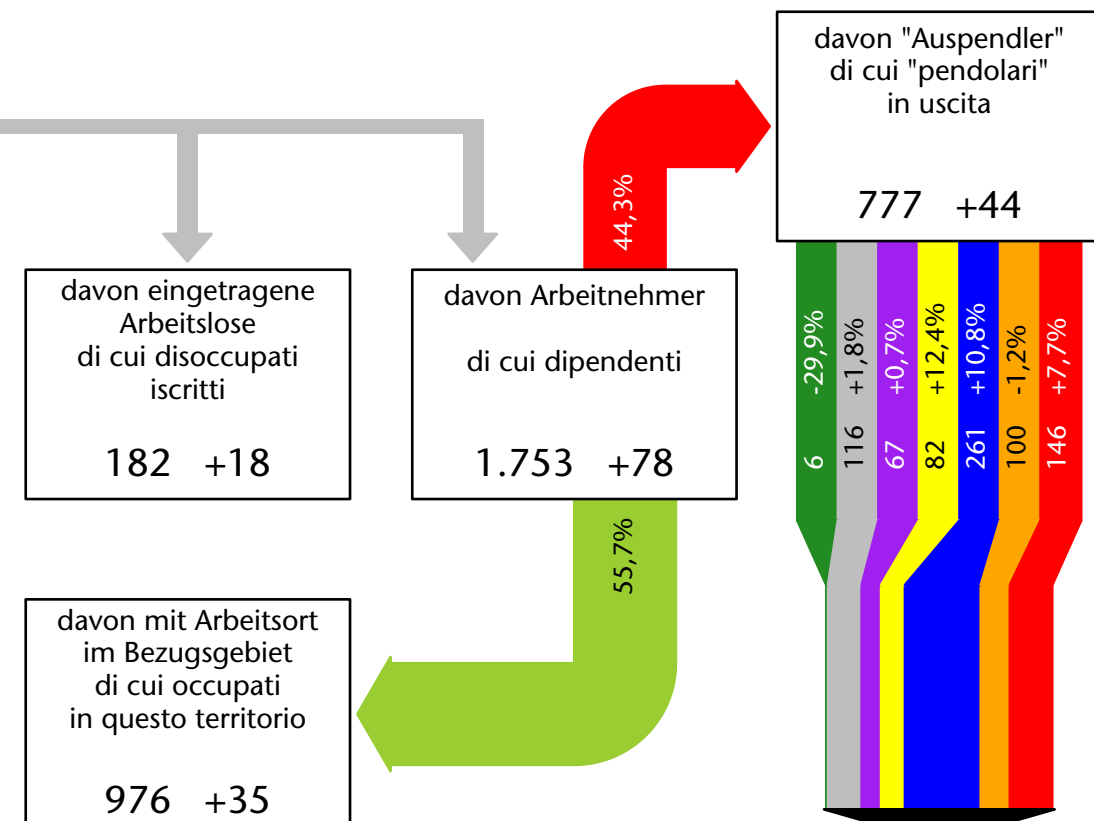 davon "Auspendler"
di cui "pendolari"
in uscita
777 +44
44,3%
davon eingetragene
Arbeitslose
di cui disoccupati
iscritti
182 +18
davon Arbeitnehmer
di cui dipendenti
1.753 +78
6 -29,9%
116 +1,8%
67 +0,7%
82 +12,4%
261 +10,8%
100 -1,2%
146 +7,7%
55,7%
davon mit Arbeitsort
im Bezugsgebiet
di cui occupati
in questo territorio
976 +35